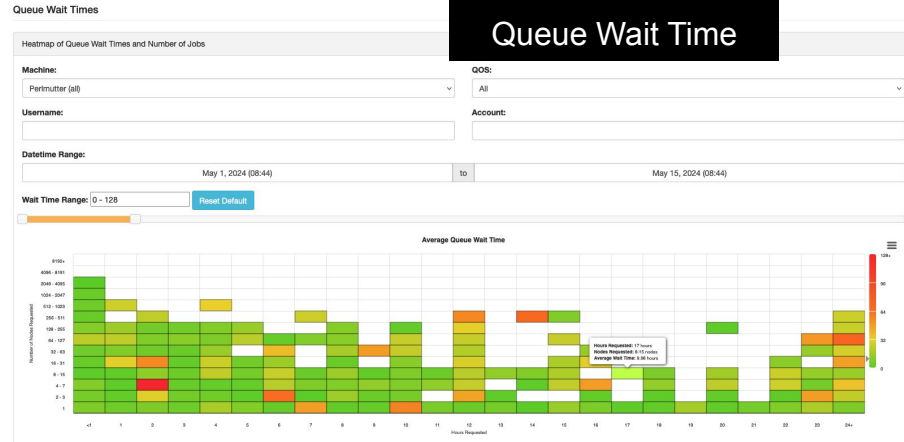 Queue Wait Times
Queue Wait Time
Heatmap of Queue Wait Times and Number of Jobs
Machine:
QOS:
Perlmutter (all)
All
Username:
Account:
Datetime Range:
May 1, 2024 (08:44)
to
May 15, 2024 (08:44)
Wait Time Range:
0 - 128
Reset Default
Average Queue Wait Time
8192+
4096 - 8191
2048 - 4095
1024 - 2047
512 - 1023
256 - 511
128 - 255
64 - 127
32 - 63
16 - 31
8 - 15
4 - 7
2 - 3
1
Number of Nodes Requested
<1 1 2 3 4 5 6 7 8 9 10 11 12 13 14 15 16 17 18 19 20 21 22 23 24+
Hours Requested
Hours Requested: 17 hours
Nodes Requested: 8-15 nodes
128+
96
64
32
0